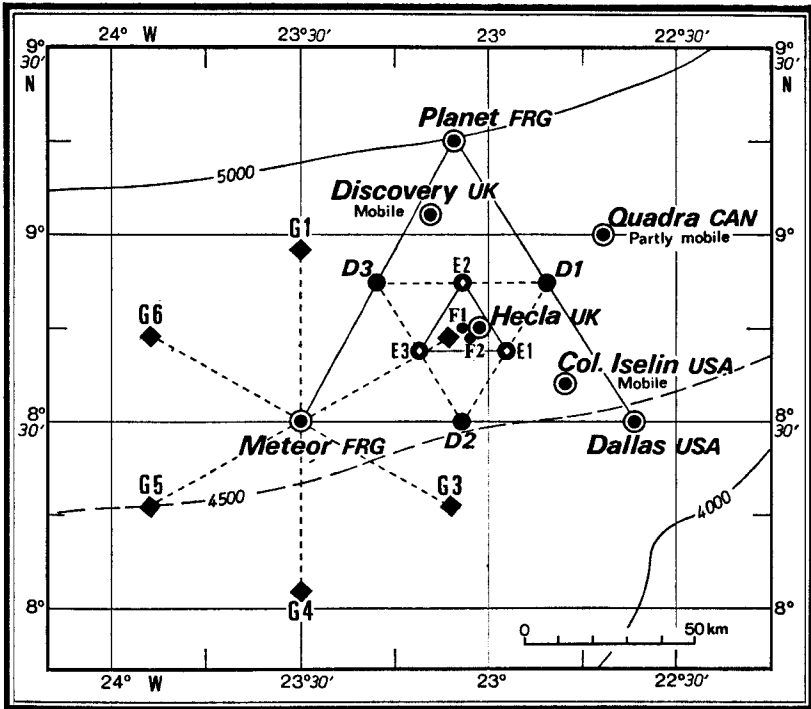 24° W 23°30' 23° 22°30'
9° 30' N
9° 30' N
Planet FRG
5000
Discovery UK
Mobile
Quadra CAN
Partly mobile
9°
9°
G1
D3
E2
D1
G6
F1
Hecla UK
E3
F2
E1
Col. Iselin USA
Mobile
8° 30'
8° 30'
Meteor FRG
D2
Dallas USA
G5
4500
G3
4000
8°
8°
G4
0 50 km
24° W 23°30' 23° 22°30'